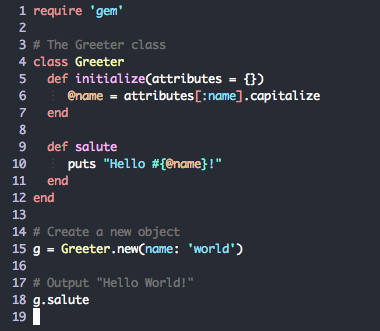 1 require 'gem'
2
3 # The Greeter class
4 class Greeter
5   def initialize(attributes = {})
6     @name = attributes[:name].capitalize
7   end
8
9   def salute
10     puts "Hello #{@name}!"
11   end
12 end
13
14 # Create a new object
15 g = Greeter.new(name: 'world')
16
17 # Output "Hello World!"
18 g.salute
19